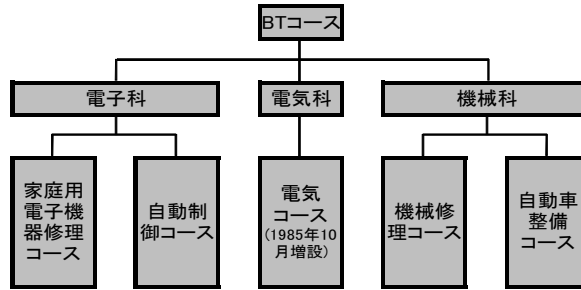 BTコース
電子科
電気科
機械科
家庭用
電子機
器修理
コース
自動制
御コース
電気
コース
(1985年10
月増設)
機械修
理コース
自動車
整備
コース